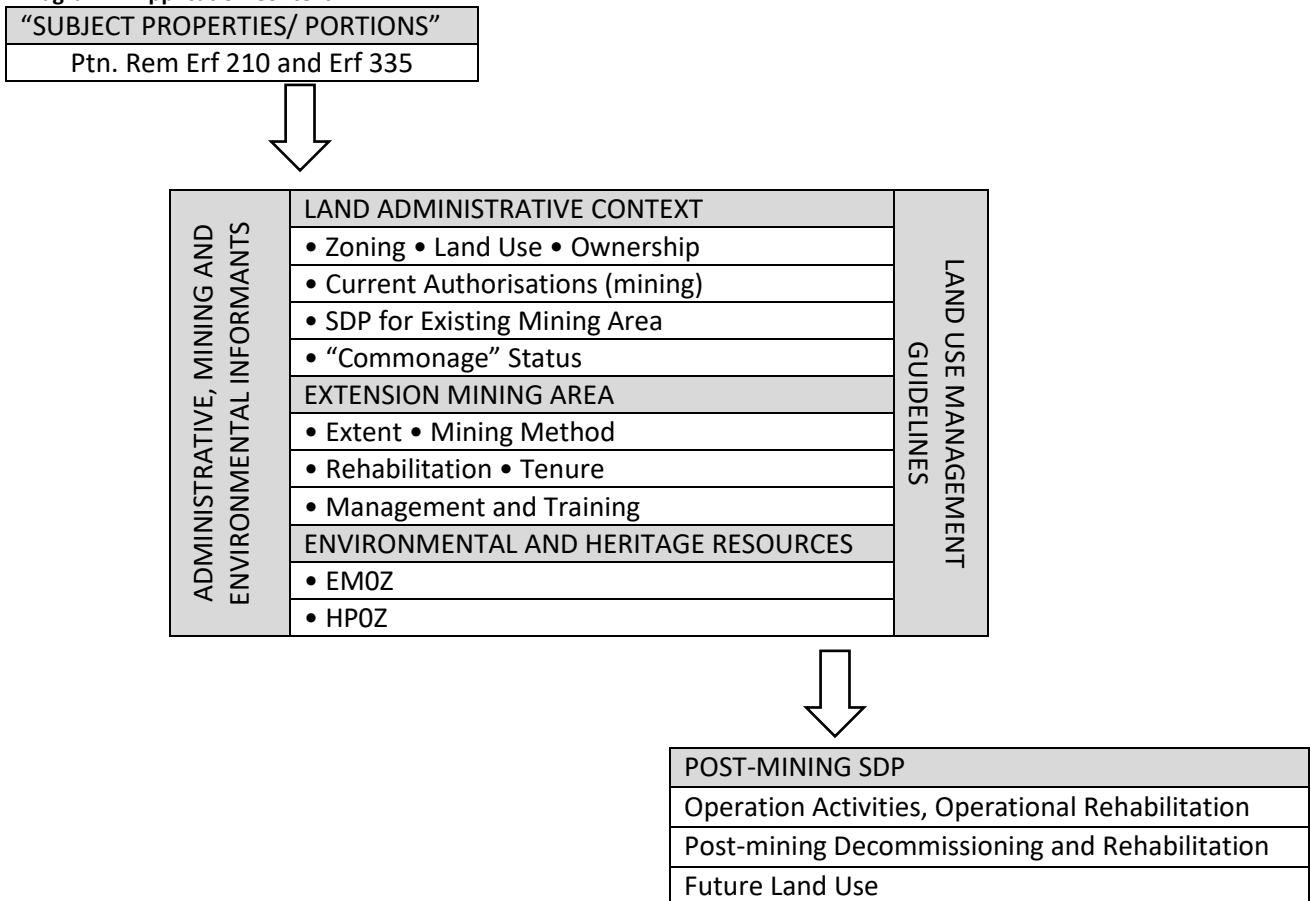 “SUBJECT PROPERTIES/ PORTIONS”
Ptn. Rem Erf 210 and Erf 335
ADMINISTRATIVE, MINING AND
ENVIRONMENTAL INFORMANTS
LAND ADMINISTRATIVE CONTEXT
• Zoning • Land Use • Ownership
• Current Authorisations (mining)
• SDP for Existing Mining Area
• “Commonage” Status
EXTENSION MINING AREA
• Extent • Mining Method
• Rehabilitation • Tenure
• Management and Training
ENVIRONMENTAL AND HERITAGE RESOURCES
• EM0Z
• HP0Z
LAND USE MANAGEMENT
GUIDELINES
POST-MINING SDP
Operation Activities, Operational Rehabilitation
Post-mining Decommissioning and Rehabilitation
Future Land Use